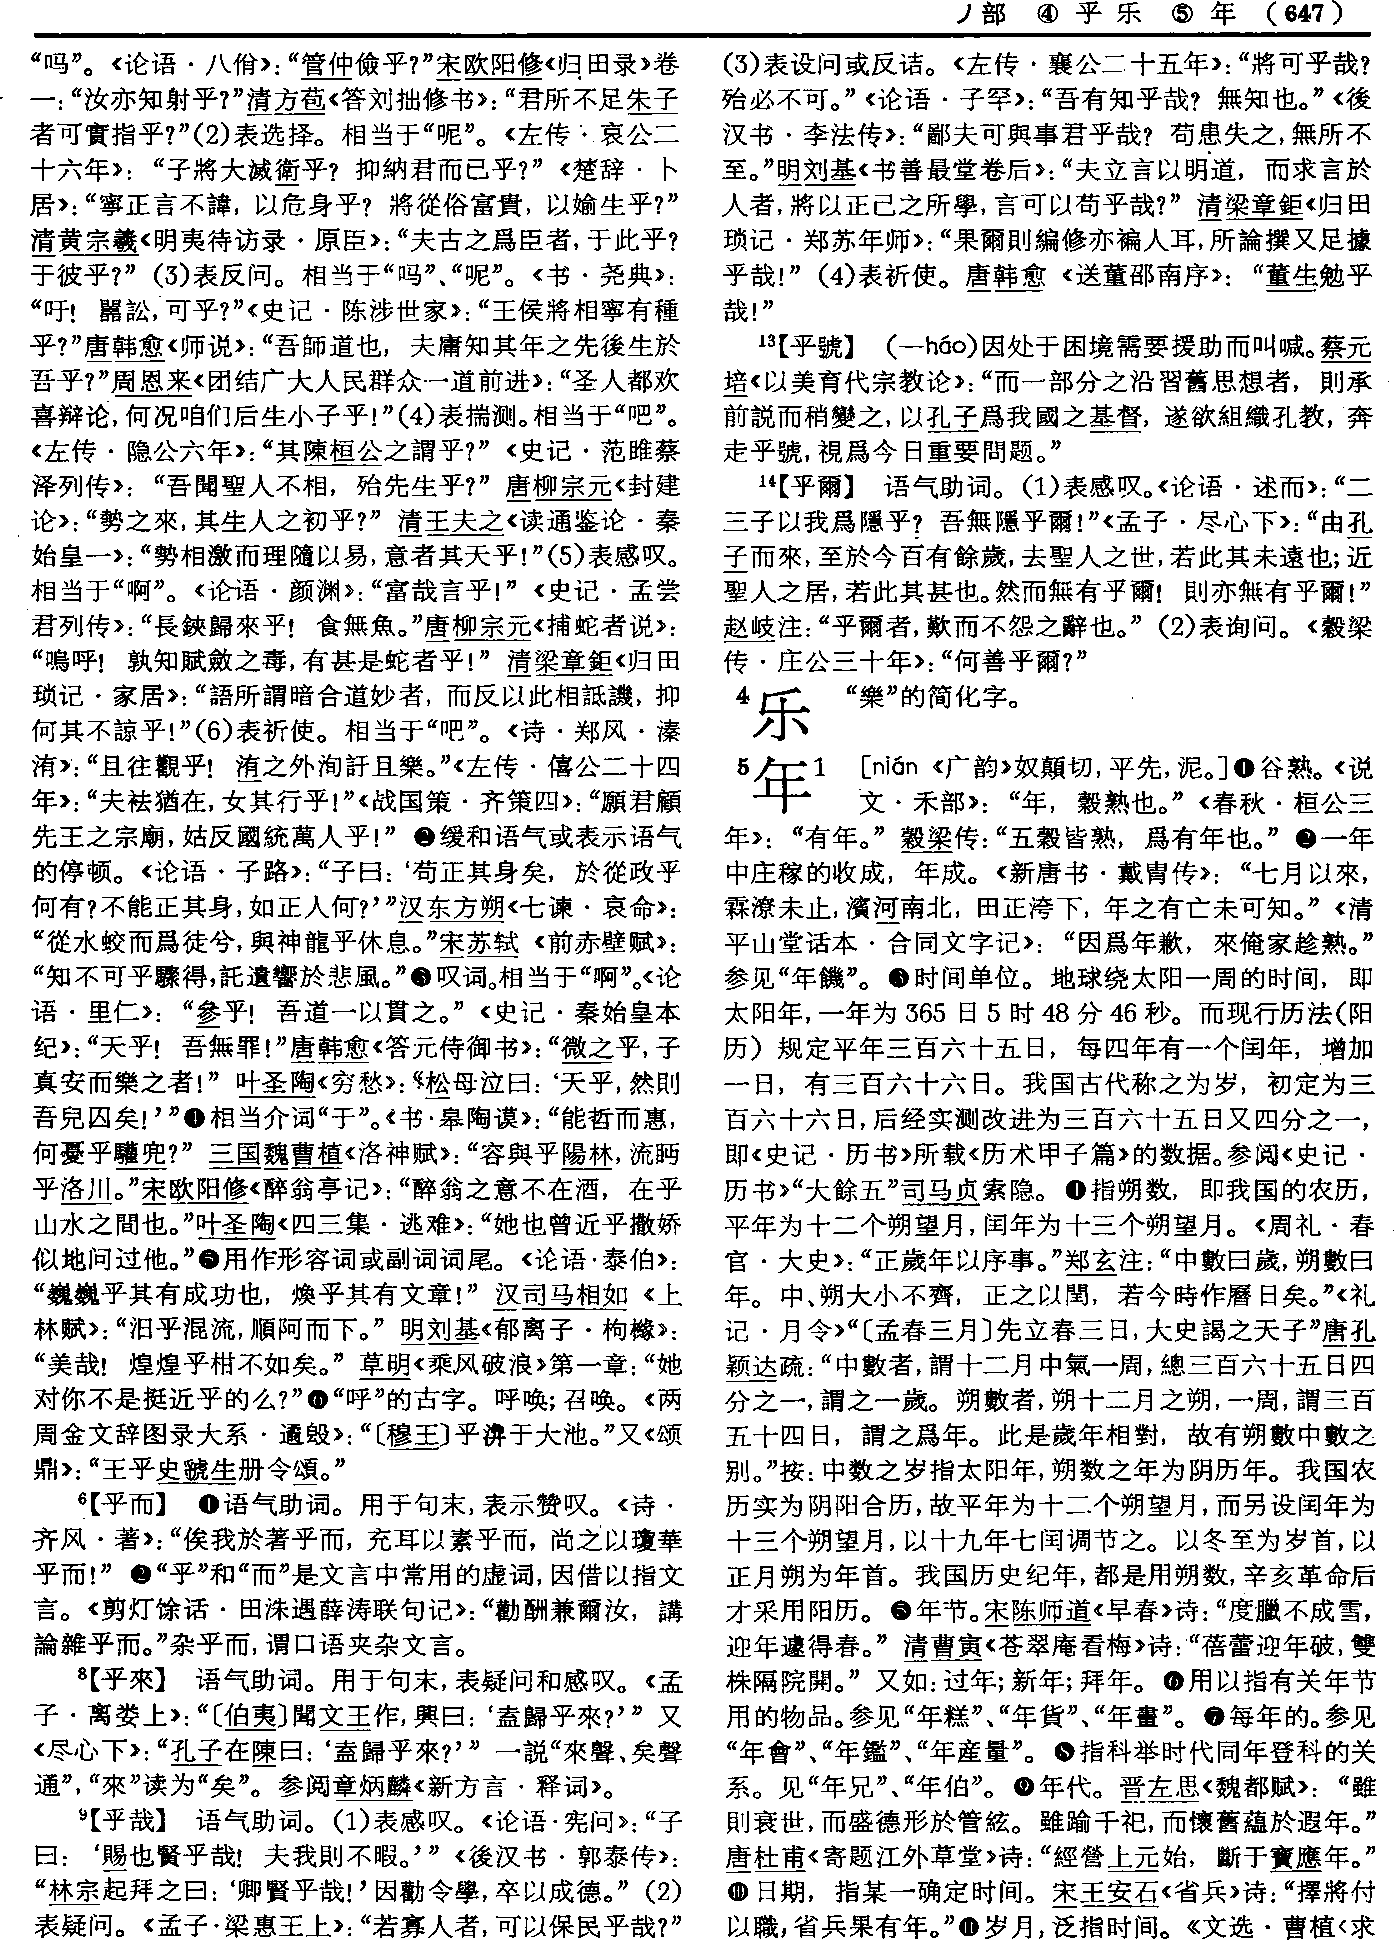 丿部 ④乎乐 ⑤年 (647)
“吗”。《论语·八佾》：“管仲儉乎？”宋欧阳修《归田录》卷
一：“汝亦知射乎？”清方苞《答刘拙修书》：“君所不足朱子
者可實指乎？”(2)表选择。相当于“呢”。《左传·哀公二
十六年》：“子將大滅衛乎？抑納君而已乎？”《楚辞·卜
居》：“寧正言不諱，以危身乎？將從俗富貴，以媮生乎？”
清黄宗羲《明夷待访录·原臣》：“夫古之爲臣者，于此乎？
于彼乎？”(3)表反问。相当于“吗”、“呢”。《书·尧典》：
“吁！嚚訟，可乎？”《史记·陈涉世家》：“王侯將相寧有種
乎？”唐韩愈《师说》：“吾師道也，夫庸知其年之先後生於
吾乎？”周恩来《团结广大人民群众一道前进》：“圣人都欢
喜辩论，何况咱们后生小子乎！”(4)表揣测。相当于“吧”。
《左传·隐公六年》：“其陳桓公之謂乎？”《史记·范雎蔡
泽列传》：“吾聞聖人不相，殆先生乎？”唐柳宗元《封建
论》：“勢之來，其生人之初乎？”清王夫之《读通鉴论·秦
始皇一》：“勢相激而理隨以易，意者其天乎！”(5)表感叹。
相当于“啊”。《论语·颜渊》：“富哉言乎！”《史记·孟尝
君列传》：“長鋏歸來乎！食無魚。”唐柳宗元《捕蛇者说》：
“嗚呼！孰知賦斂之毒，有甚是蛇者乎！”清梁章鉅《归田
琐记·家居》：“語所謂暗合道妙者，而反以此相詆譏，抑
何其不諒乎！”(6)表祈使。相当于“吧”。《诗·郑风·溱
洧》：“且往觀乎！洧之外洵訏且樂。”《左传·僖公二十四
年》：“夫袪猶在，女其行乎！”《战国策·齐策四》：“願君顧
先王之宗廟，姑反國統萬人乎！”❷缓和语气或表示语气
的停顿。《论语·子路》：“子曰：‘苟正其身矣，於從政乎
何有？不能正其身，如正人何？’”汉东方朔《七谏·哀命》：
“從水蛟而爲徒兮，與神龍乎休息。”宋苏轼《前赤壁赋》：
“知不可乎驟得，託遺響於悲風。”❸叹词。相当于“啊”。《论
语·里仁》：“參乎！吾道一以貫之。”《史记·秦始皇本
纪》：“天乎！吾無罪！”唐韩愈《答元侍御书》：“微之乎，子
真安而樂之者！”叶圣陶《穷愁》：“松母泣曰：‘天乎，然則
吾兒囚矣！’”❹相当介词“于”。《书·皋陶谟》：“能哲而惠，
何憂乎驩兜？”三国魏曹植《洛神赋》：“容與乎陽林，流眄
乎洛川。”宋欧阳修《醉翁亭记》：“醉翁之意不在酒，在乎
山水之間也。”叶圣陶《四三集·逃难》：“她也曾近乎撒娇
似地问过他。”❺用作形容词或副词词尾。《论语·泰伯》：
“巍巍乎其有成功也，煥乎其有文章！”汉司马相如《上
林赋》：“汩乎混流，順阿而下。”明刘基《郁离子·枸橼》：
“美哉！煌煌乎柑不如矣。”草明《乘风破浪》第一章：“她
对你不是挺近乎的么？”❻“呼”的古字。呼唤；召唤。《两
周金文辞图录大系·遹毁》：“〔穆王〕乎漁于大池。”又《颂
鼎》：“王乎史虢生册令頌。”
6【乎而】 ❶语气助词。用于句末，表示赞叹。《诗·
齐风·著》：“俟我於著乎而，充耳以素乎而，尚之以瓊華
乎而！”❷“乎”和“而”是文言中常用的虚词，因借以指文
言。《剪灯馀话·田洙遇薛涛联句记》：“勸酬兼爾汝，講
論雜乎而。”杂乎而，谓口语夹杂文言。
8【乎來】 语气助词。用于句末，表疑问和感叹。《孟
子·离娄上》：“〔伯夷〕聞文王作，興曰：‘盍歸乎來？’”又
《尽心下》：“孔子在陳曰：‘盍歸乎來？’”一説“來聲、矣聲
通”，“來”读为“矣”。参阅章炳麟《新方言·释词》。
9【乎哉】 语气助词。(1)表感叹。《论语·宪问》：“子
曰：‘賜也賢乎哉！夫我則不暇。’”《後汉书·郭泰传》：
“林宗起拜之曰：‘卿賢乎哉！’因勸令學，卒以成德。”(2)
表疑问。《孟子·梁惠王上》：“若寡人者，可以保民乎哉？”
(3)表设问或反诘。《左传·襄公二十五年》：“將可乎哉？
殆必不可。”《论语·子罕》：“吾有知乎哉？無知也。”《後
汉书·李法传》：“鄙夫可與事君乎哉？苟患失之，無所不
至。”明刘基《书善最堂卷后》：“夫立言以明道，而求言於
人者，將以正己之所學，言可以苟乎哉？”清梁章鉅《归田
琐记·郑苏年师》：“果爾則编修亦褊人耳，所論撰又足據
乎哉！”(4)表祈使。唐韩愈《送董邵南序》：“董生勉乎
哉！”
13【乎號】 (—háo)因处于困境需要援助而叫喊。蔡元
培《以美育代宗教论》：“而一部分之沿習舊思想者，則承
前説而稍變之，以孔子爲我國之基督，遂欲組織孔教，奔
走乎號，視爲今日重要問題。”
14【乎爾】 语气助词。(1)表感叹。《论语·述而》：“二
三子以我爲隱乎？吾無隱乎爾！”《孟子·尽心下》：“由孔
子而來，至於今百有餘歲，去聖人之世，若此其未遠也；近
聖人之居，若此其甚也。然而無有乎爾！則亦無有乎爾！”
赵岐注：“乎爾者，歎而不怨之辭也。”(2)表询问。《穀梁
传·庄公三十年》：“何善乎爾？”
4 乐 “樂”的简化字。
5 年1 [nián 《广韵》奴顛切，平先，泥。]❶谷熟。《说
文·禾部》：“年，穀熟也。”《春秋·桓公三
年》：“有年。”穀梁传：“五穀皆熟，爲有年也。”❷一年
中庄稼的收成，年成。《新唐书·戴胄传》：“七月以來，
霖潦未止，濱河南北，田正洿下，年之有亡未可知。”《清
平山堂话本·合同文字记》：“因爲年歉，來俺家趁熟。”
参见“年饑”。❸时间单位。地球绕太阳一周的时间，即
太阳年，一年为365日5时48分46秒。而现行历法(阳
历)规定平年三百六十五日，每四年有一个闰年，增加
一日，有三百六十六日。我国古代称之为岁，初定为三
百六十六日，后经实测改进为三百六十五日又四分之一，
即《史记·历书》所载《历术甲子篇》的数据。参阅《史记·
历书》“大餘五”司马贞索隐。❹指朔数，即我国的农历，
平年为十二个朔望月，闰年为十三个朔望月。《周礼·春
官·大史》：“正歲年以序事。”郑玄注：“中數曰歲，朔數曰
年。中、朔大小不齊，正之以閏，若今時作曆日矣。”《礼
记·月令》“〔孟春三月〕先立春三日，大史謁之天子”唐孔
颖达疏：“中數者，謂十二月中氣一周，總三百六十五日四
分之一，謂之一歲。朔數者，朔十二月之朔，一周，謂三百
五十四日，謂之爲年。此是歲年相對，故有朔數中數之
别。”按：中数之岁指太阳年，朔数之年为阴历年。我国农
历实为阴阳合历，故平年为十二个朔望月，而另设闰年为
十三个朔望月，以十九年七闰调节之。以冬至为岁首，以
正月朔为年首。我国历史纪年，都是用朔数，辛亥革命后
才采用阳历。❺年节。宋陈师道《早春》诗：“度臘不成雪，
迎年遽得春。”清曹寅《苍翠庵看梅》诗：“蓓蕾迎年破，雙
株隔院開。”又如：过年；新年；拜年。❻用以指有关年节
用的物品。参见“年糕”、“年貨”、“年畫”。❼每年的。参见
“年會”、“年鑑”、“年産量”。❽指科举时代同年登科的关
系。见“年兄”、“年伯”。❾年代。晋左思《魏都赋》：“雖
則衰世，而盛德形於管絃。雖踰千祀，而懷舊蘊於遐年。”
唐杜甫《寄题江外草堂》诗：“經營上元始，斷于寶應年。”
❿日期，指某一确定时间。宋王安石《省兵》诗：“擇將付
以職，省兵果有年。”⓫岁月，泛指时间。《文选·曹植〈求